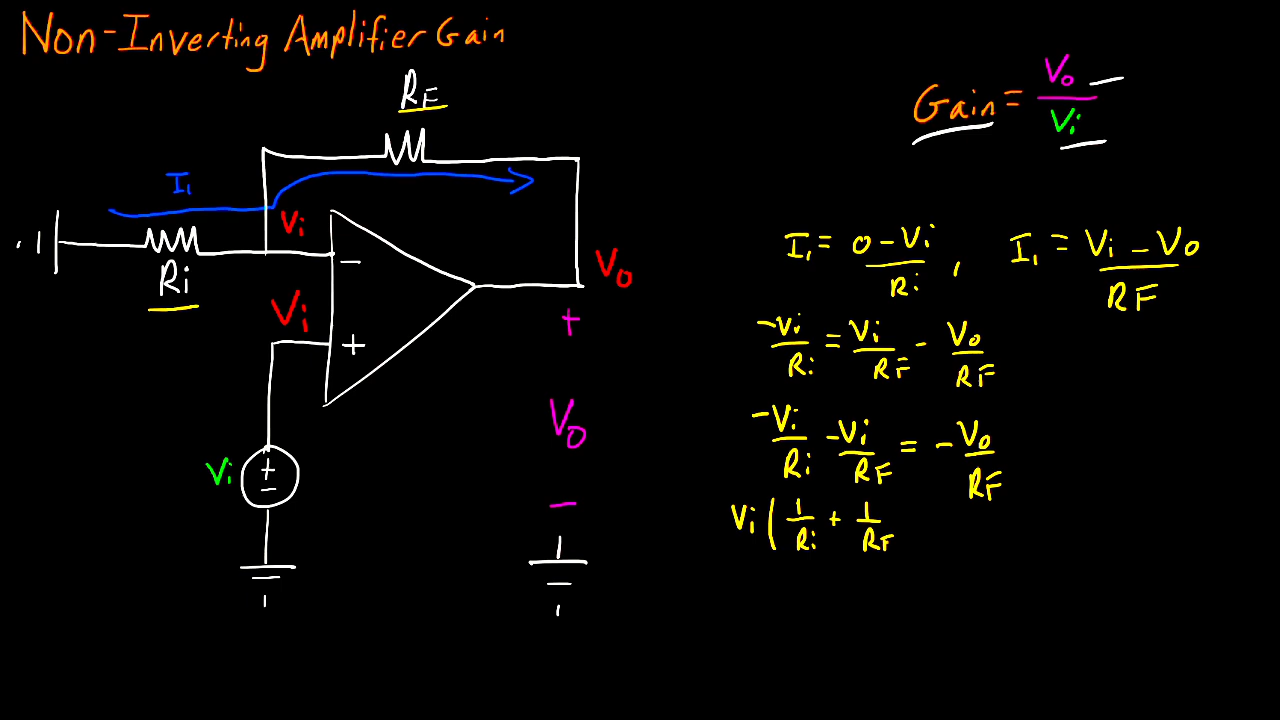 Non-Inverting Amplifier Gain
RF
Gain = Vo/Vi
I1
Vi
Ri
Vo
I1 = 0-Vi/Ri , I1 = Vi-Vo/RF
Vi
-
+
+
-Vi/Ri = Vi/RF - Vo/RF
Vo
-Vi/Ri -Vi/RF = -Vo/RF
Vi
+
-
-
Vi (1/Ri + 1/RF